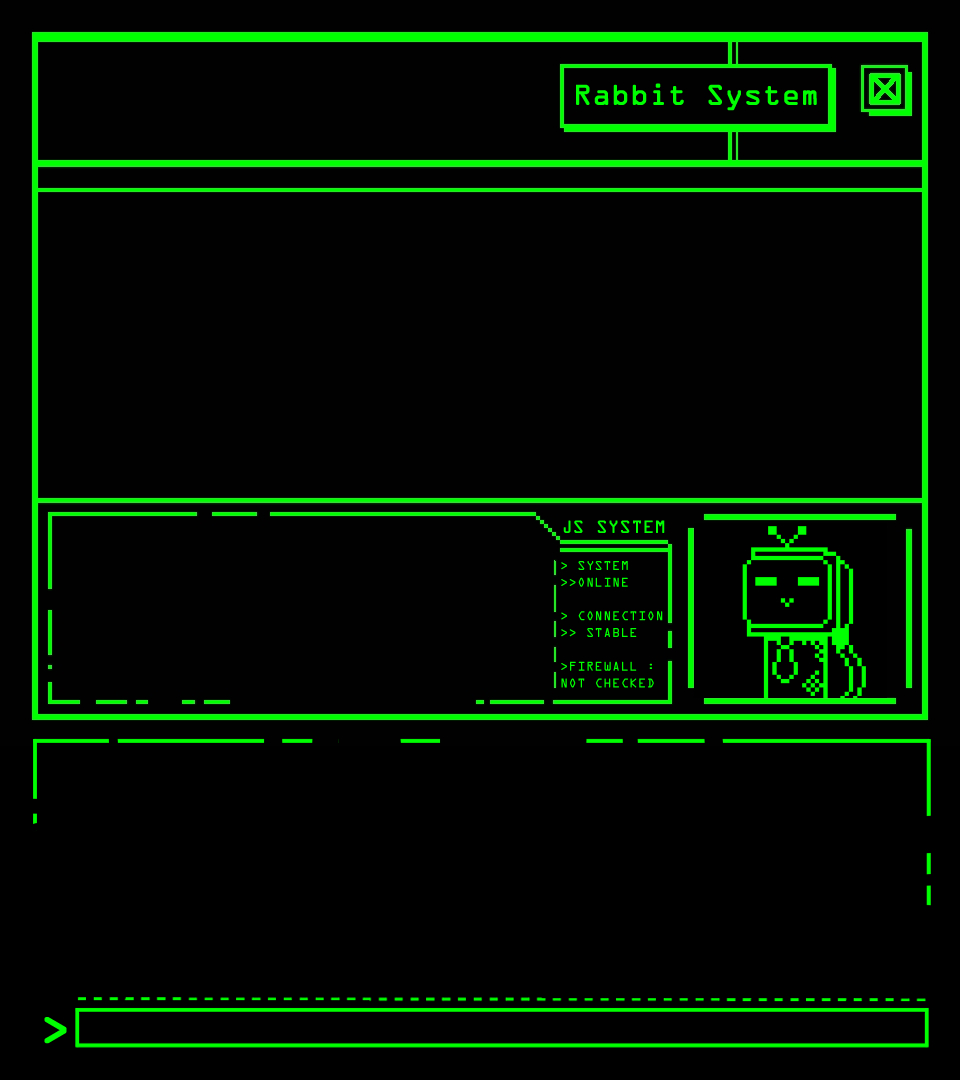 Rabbit System
JS SYSTEM
> SYSTEM
>>ONLINE
> CONNECTION
>> STABLE
>FIREWALL :
NOT CHECKED
>